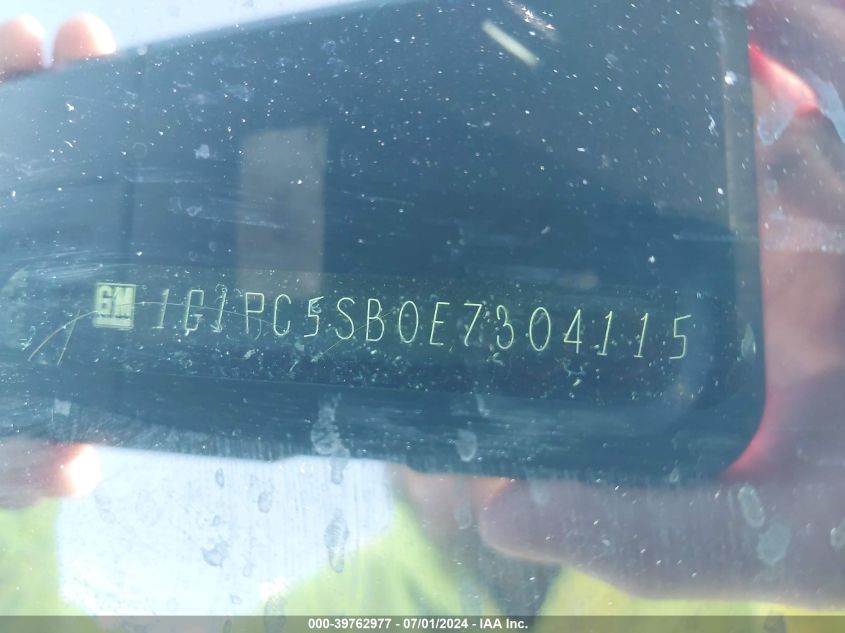 GM 1G1PC5SB0E7304115
000-39762977 - 07/01/2024 - IAA Inc.